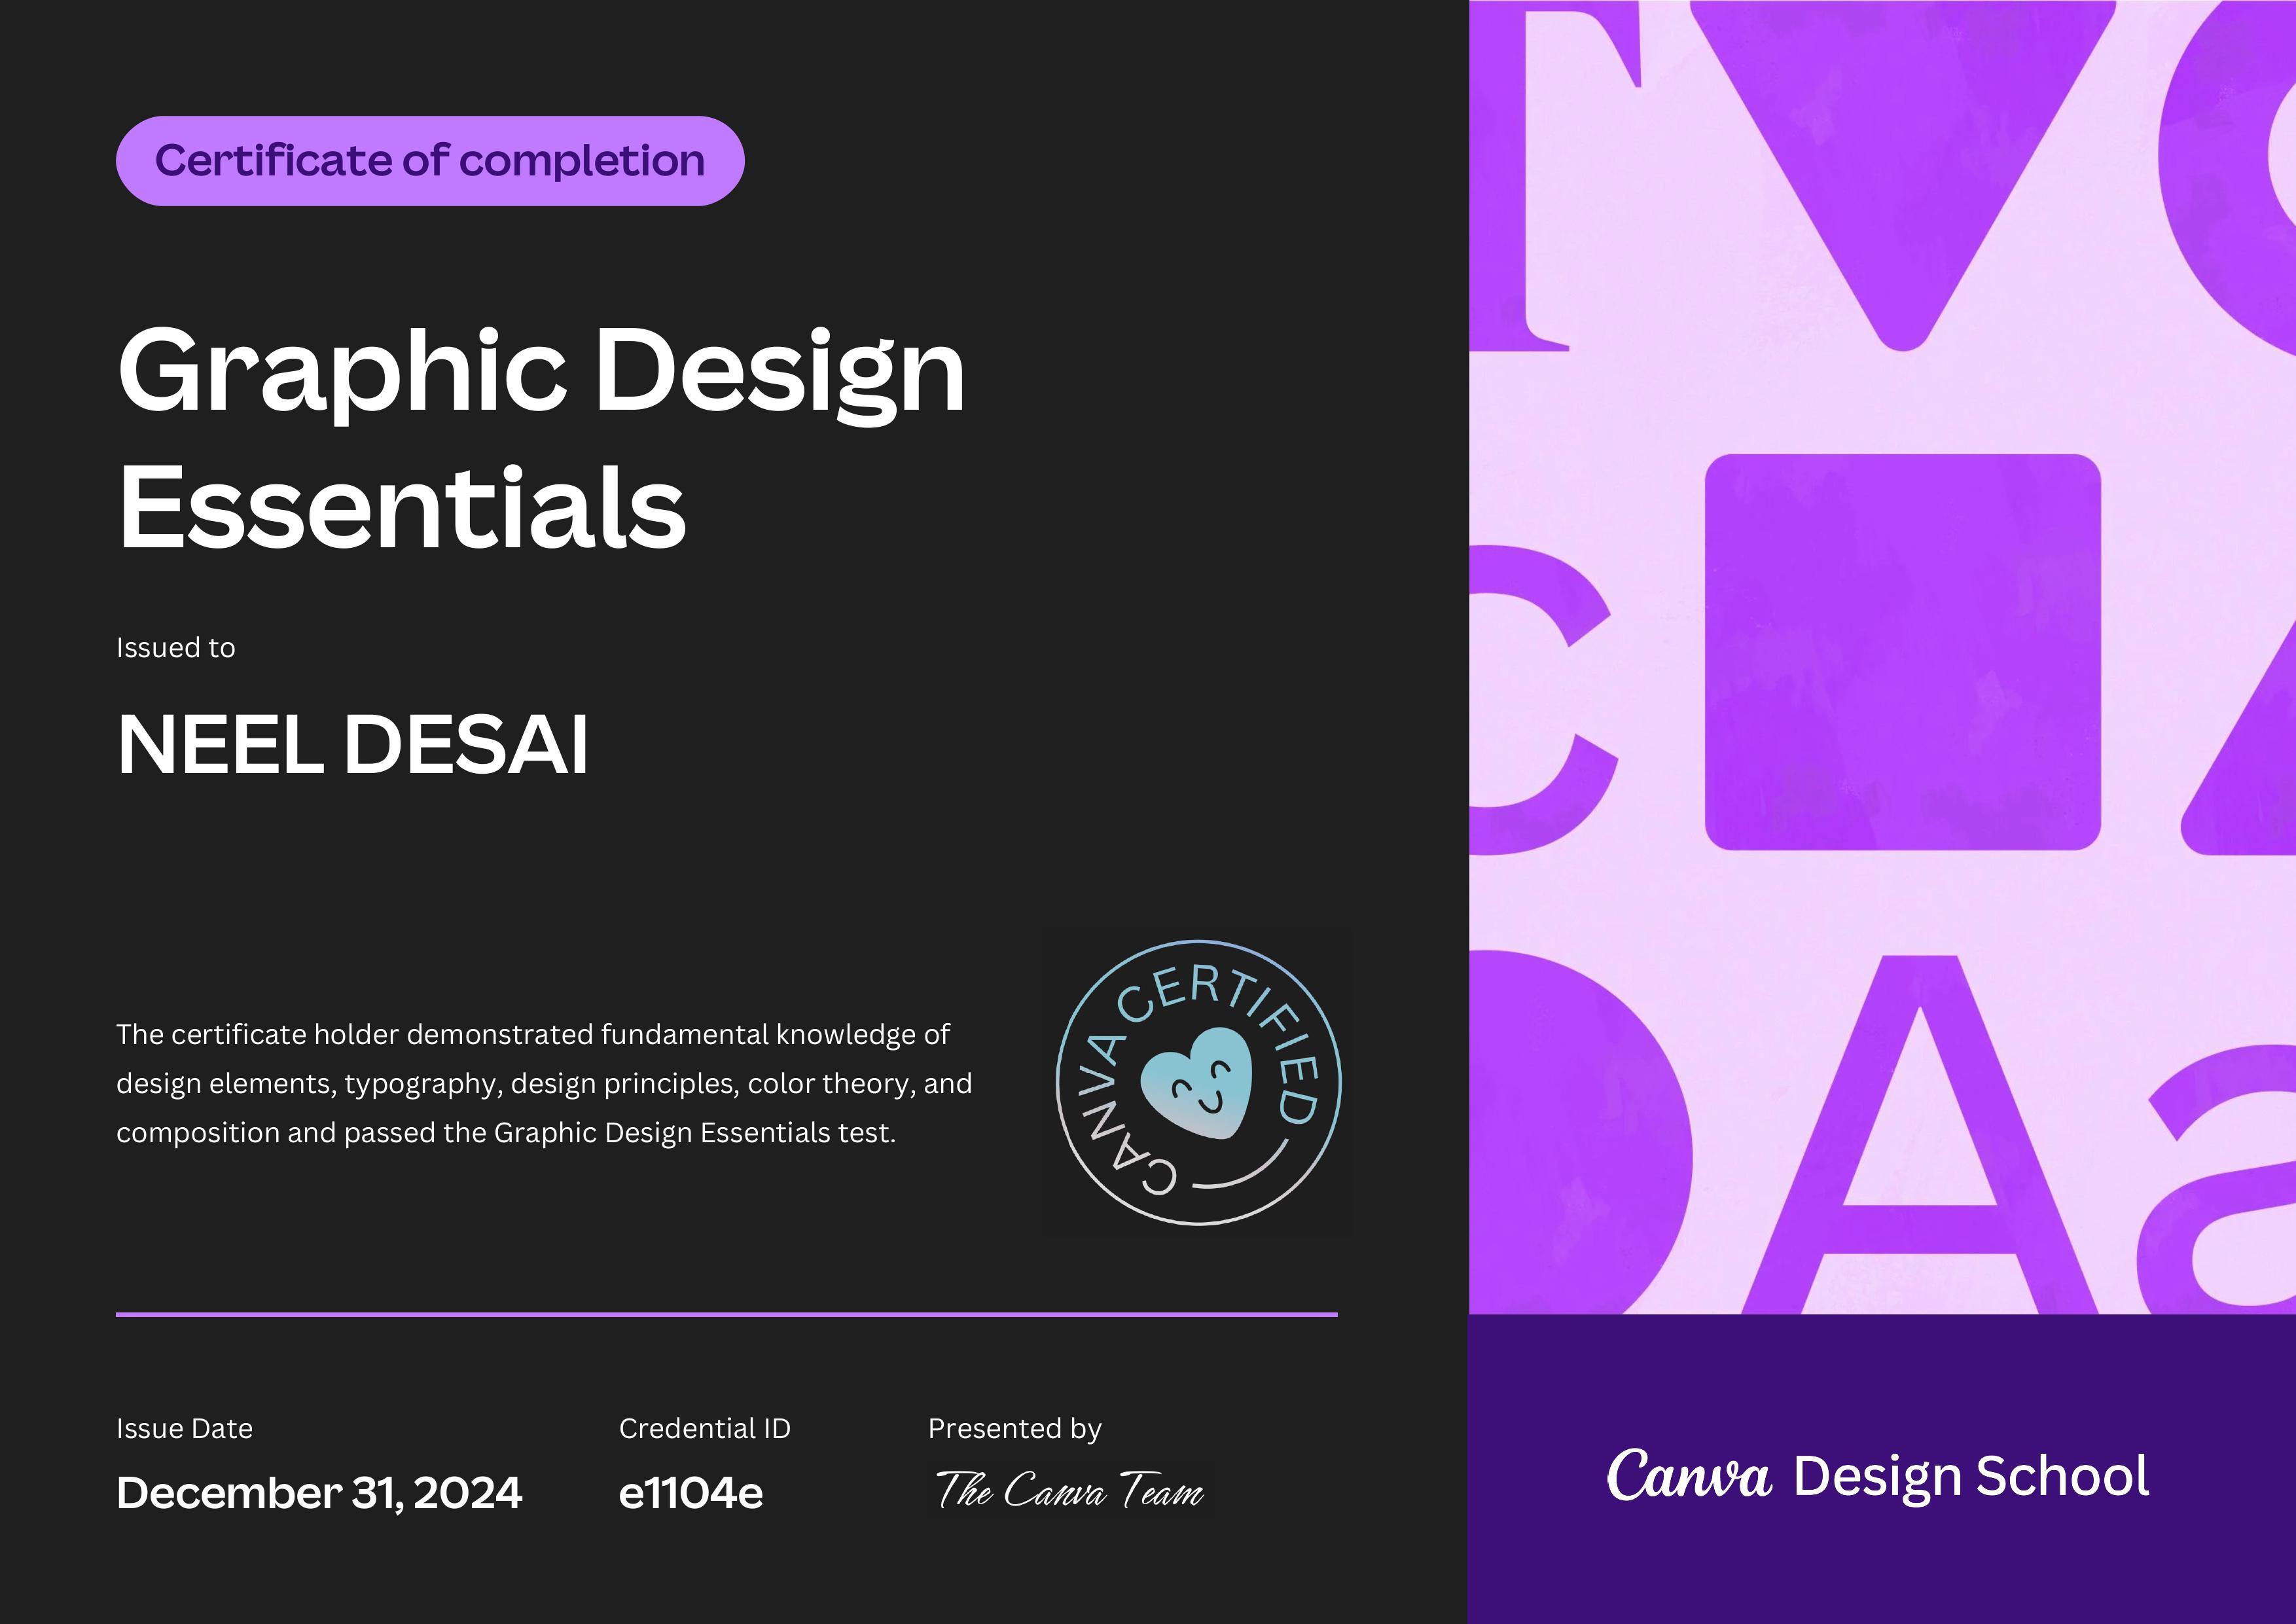 Certificate of completion
Graphic Design
Essentials
Issued to
NEEL DESAI
The certificate holder demonstrated fundamental knowledge of
design elements, typography, design principles, color theory, and
composition and passed the Graphic Design Essentials test.
CANVA CERTIFIED
Issue Date
December 31, 2024
Credential ID
e1104e
Presented by
The Canva Team
C
A a
Canva Design School